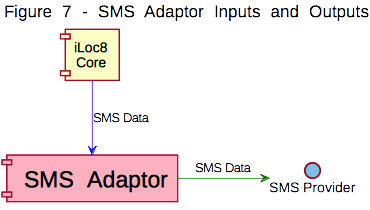 Figure 7 - SMS Adaptor Inputs and Outputs
iLoc8
Core
SMS Data
SMS Adaptor
SMS Data
SMS Provider